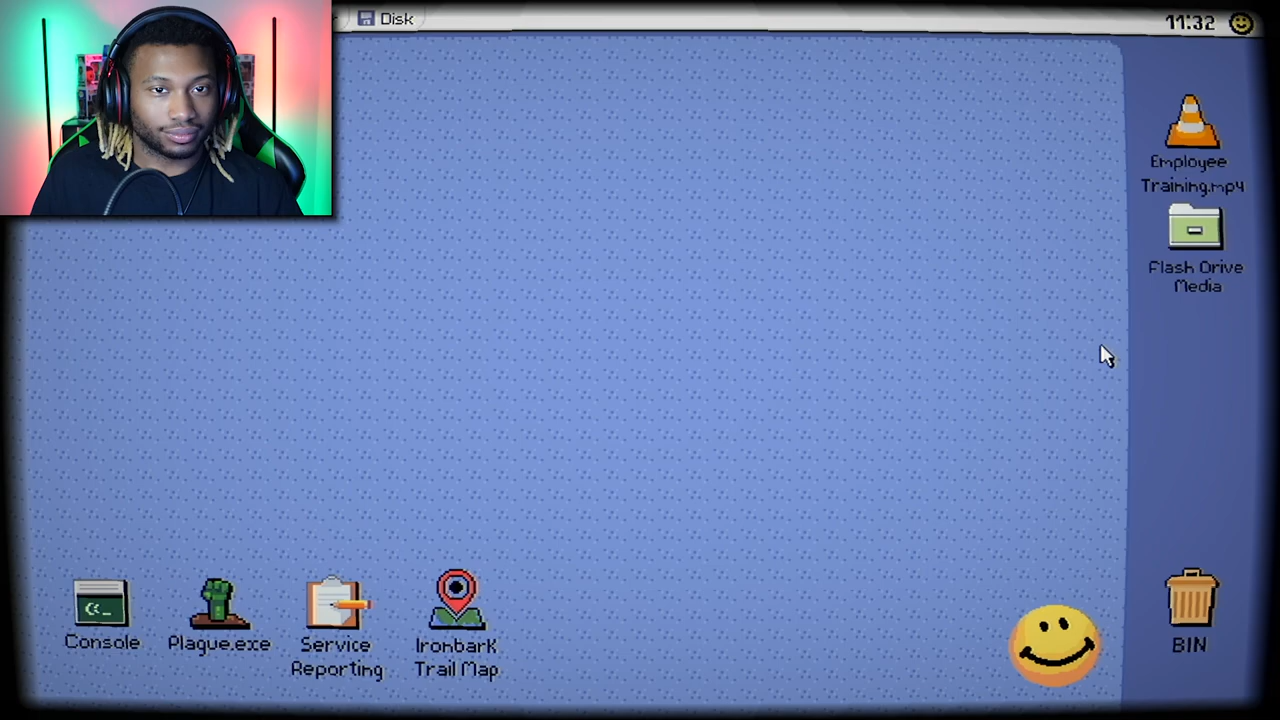 Disk
11:32
Employee
Training.mp4
Flash Drive
Media
Console
Plague.exe
Service
Reporting
Ironbark
Trail Map
BIN